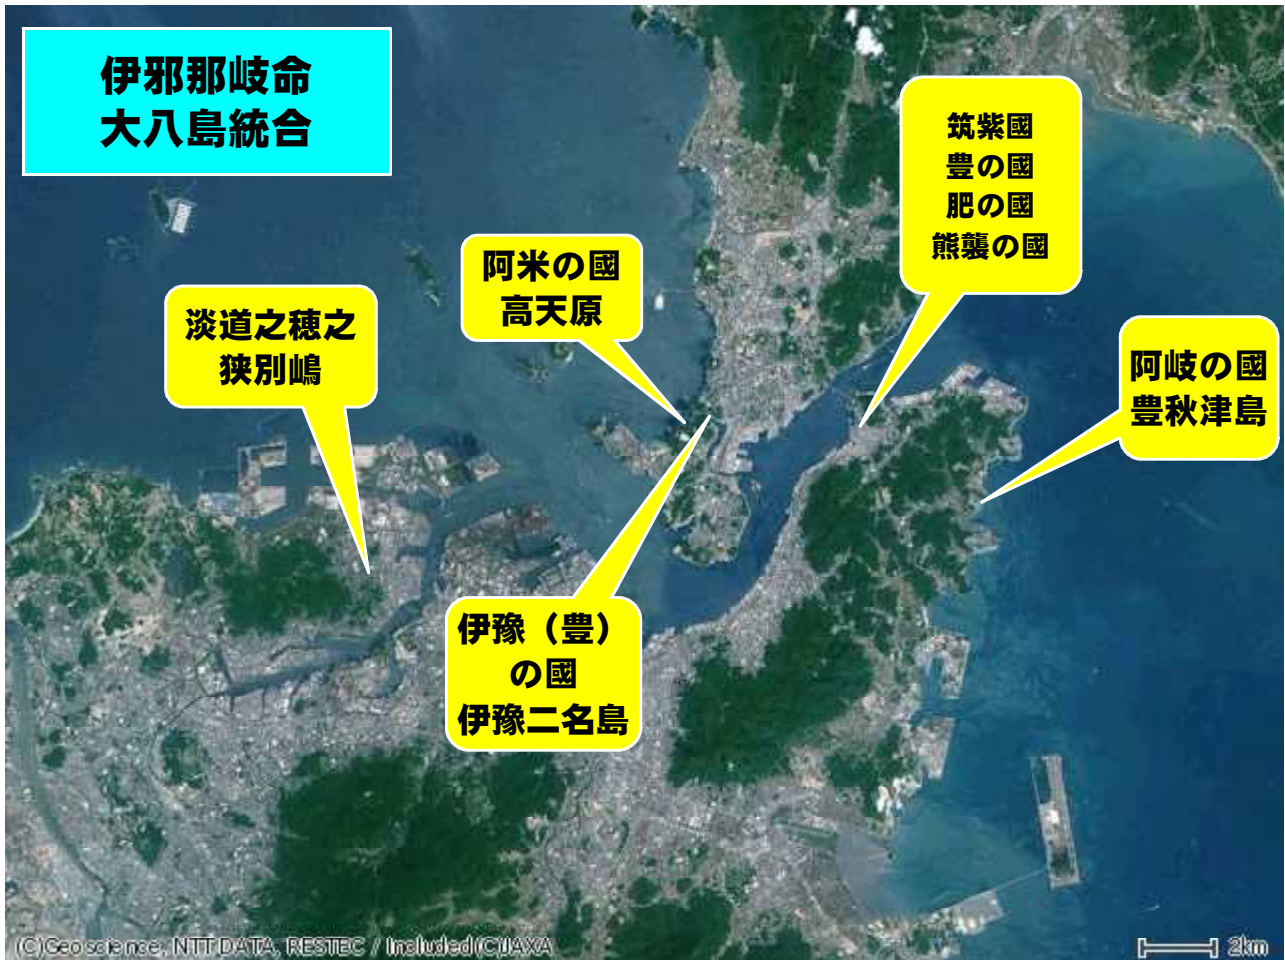 伊邪那岐命
大八島統合
筑紫國
豊の國
肥の國
熊襲の國
阿米の國
高天原
淡道之穂之
狭別嶋
阿岐の國
豊秋津島
伊豫（豊）
の國
伊豫二名島
(C)Geo science, NTT DATA, RESTEC / Included(C)JAXA
2km